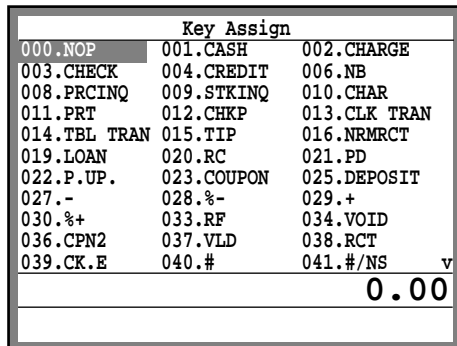 Key Assign
000.NOP 001.CASH 002.CHARGE
003.CHECK 004.CREDIT 006.NB
008.PRCINQ 009.STKINQ 010.CHAR
011.PRT 012.CHKP 013.CLK TRAN
014.TBL TRAN 015.TIP 016.NRMRCT
019.LOAN 020.RC 021.PD
022.P.UP. 023.COUPON 025.DEPOSIT
027.- 028.%- 029.+
030.%+ 033.RF 034.VOID
036.CPN2 037.VLD 038.RCT
039.CK.E 040.# 041.#/NS v
0.00